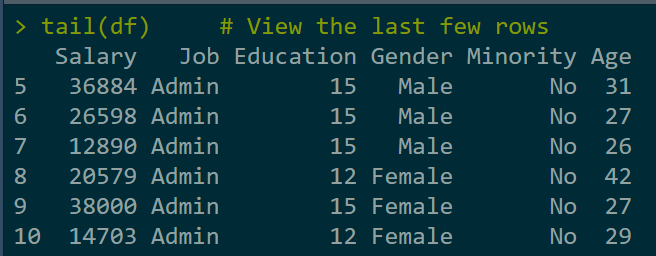 > tail(df)     # View the last few rows
   Salary   Job Education Gender Minority Age
5   36884 Admin        15   Male       No  31
6   26598 Admin        15   Male       No  27
7   12890 Admin        15   Male       No  26
8   20579 Admin        12 Female       No  42
9   38000 Admin        15 Female       No  27
10  14703 Admin        12 Female       No  29